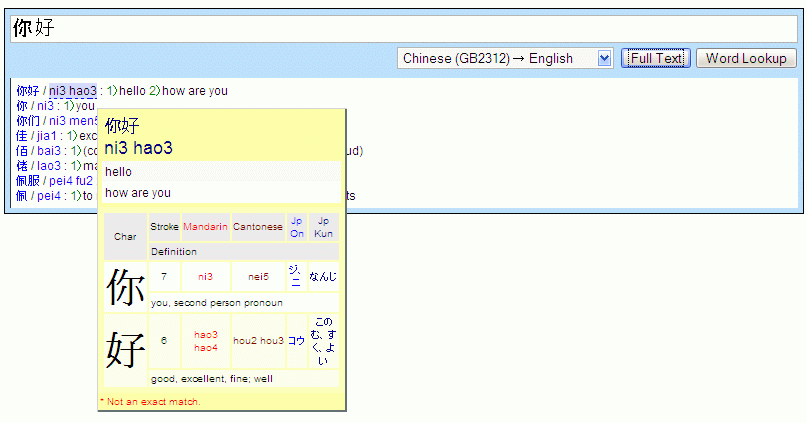 你好
Chinese (GB2312) → English
Full Text
Word Lookup
你好 / ni3 hao3 : 1) hello 2) how are you
你 / ni3 : 1) you
你们 / ni3 men5
佳 / jia1 : 1) exc
佰 / bai3 : 1) (co ud)
佬 / lao3 : 1) ma
佩服 / pei4 fu2
佩 / pei4 : 1) to ts
你好
ni3 hao3
hello
how are you
Char Stroke Mandarin Cantonese Jp On Jp Kun
Definition
你 7 ni3 nei5 ジ、ニ なんじ
you, second person pronoun
好 6 hao3 hao4 hou2 hou3 コウ このむ、すく、よい
good, excellent, fine; well
* Not an exact match.